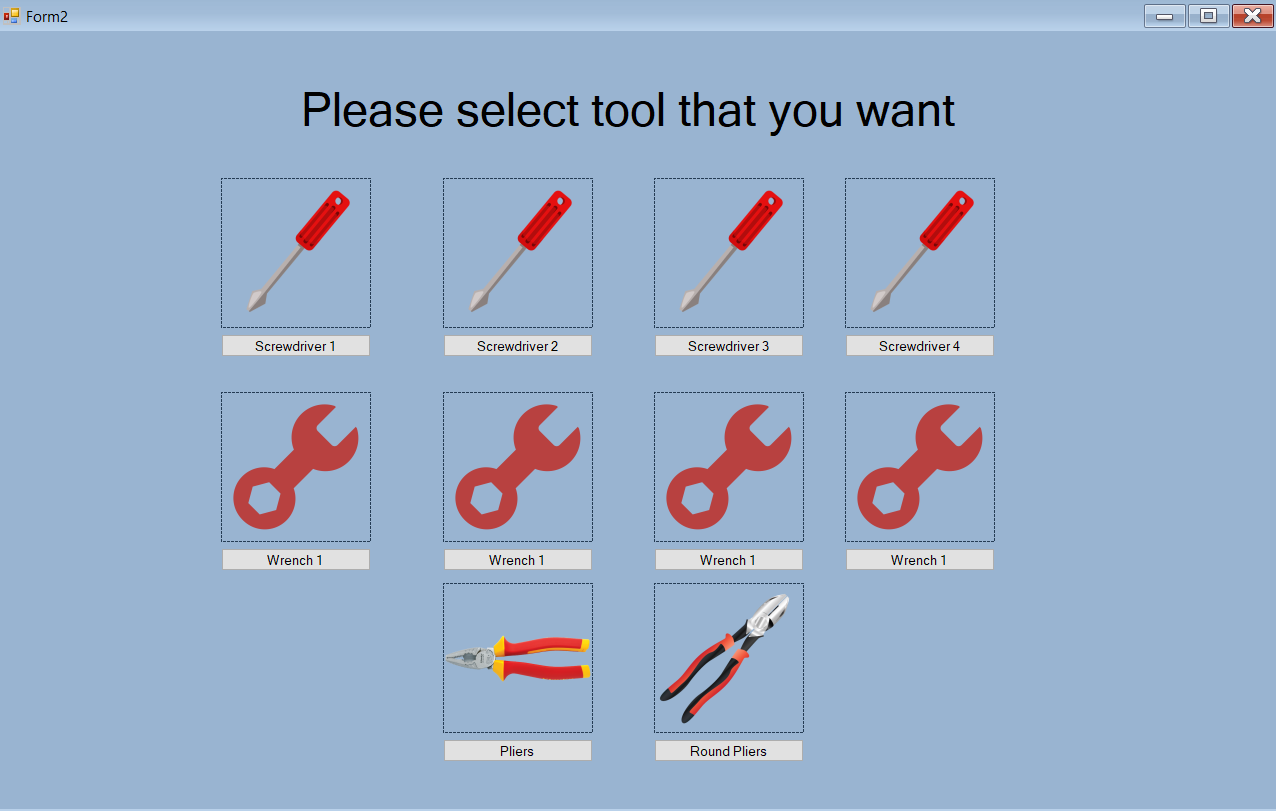 Form2
Please select tool that you want
Screwdriver 1
Screwdriver 2
Screwdriver 3
Screwdriver 4
Wrench 1
Wrench 1
Wrench 1
Wrench 1
Pliers
Round Pliers